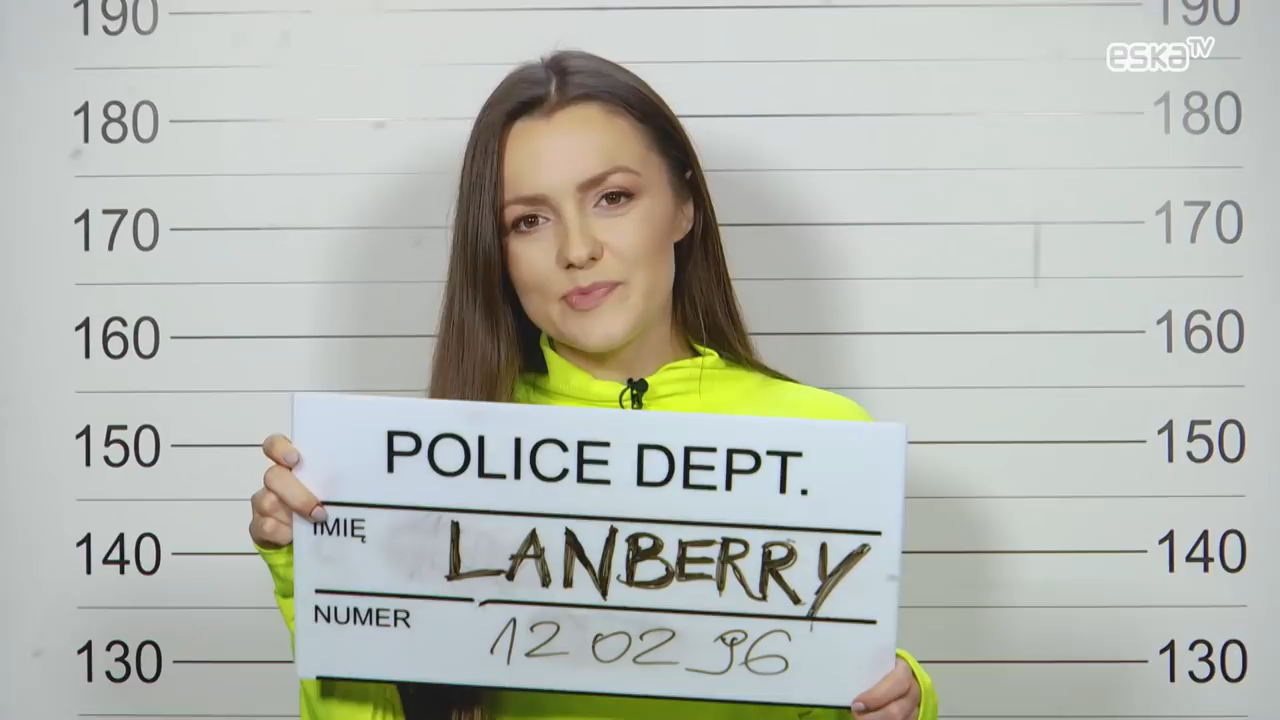 190
190
eska TV
180
180
170
170
160
160
150
150
POLICE DEPT.
IMIĘ
LANBERRY
140
140
NUMER
12 02 96
130
130